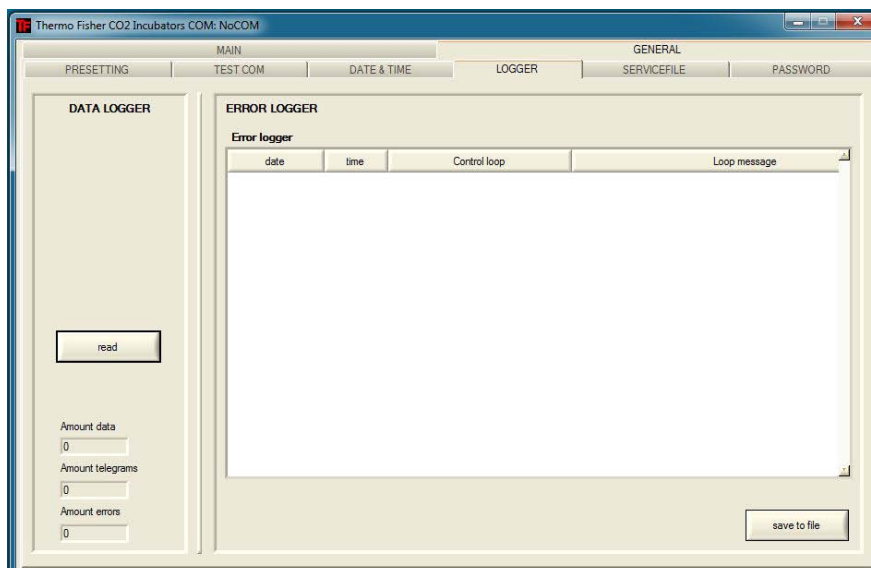 TF Thermo Fisher CO2 Incubators COM: NoCOM
MAIN GENERAL
PRESETTING TEST COM DATE & TIME LOGGER SERVICEFILE PASSWORD
DATA LOGGER
read
Amount data
0
Amount telegrams
0
Amount errors
0
ERROR LOGGER
Error logger
date time Control loop Loop message
save to file